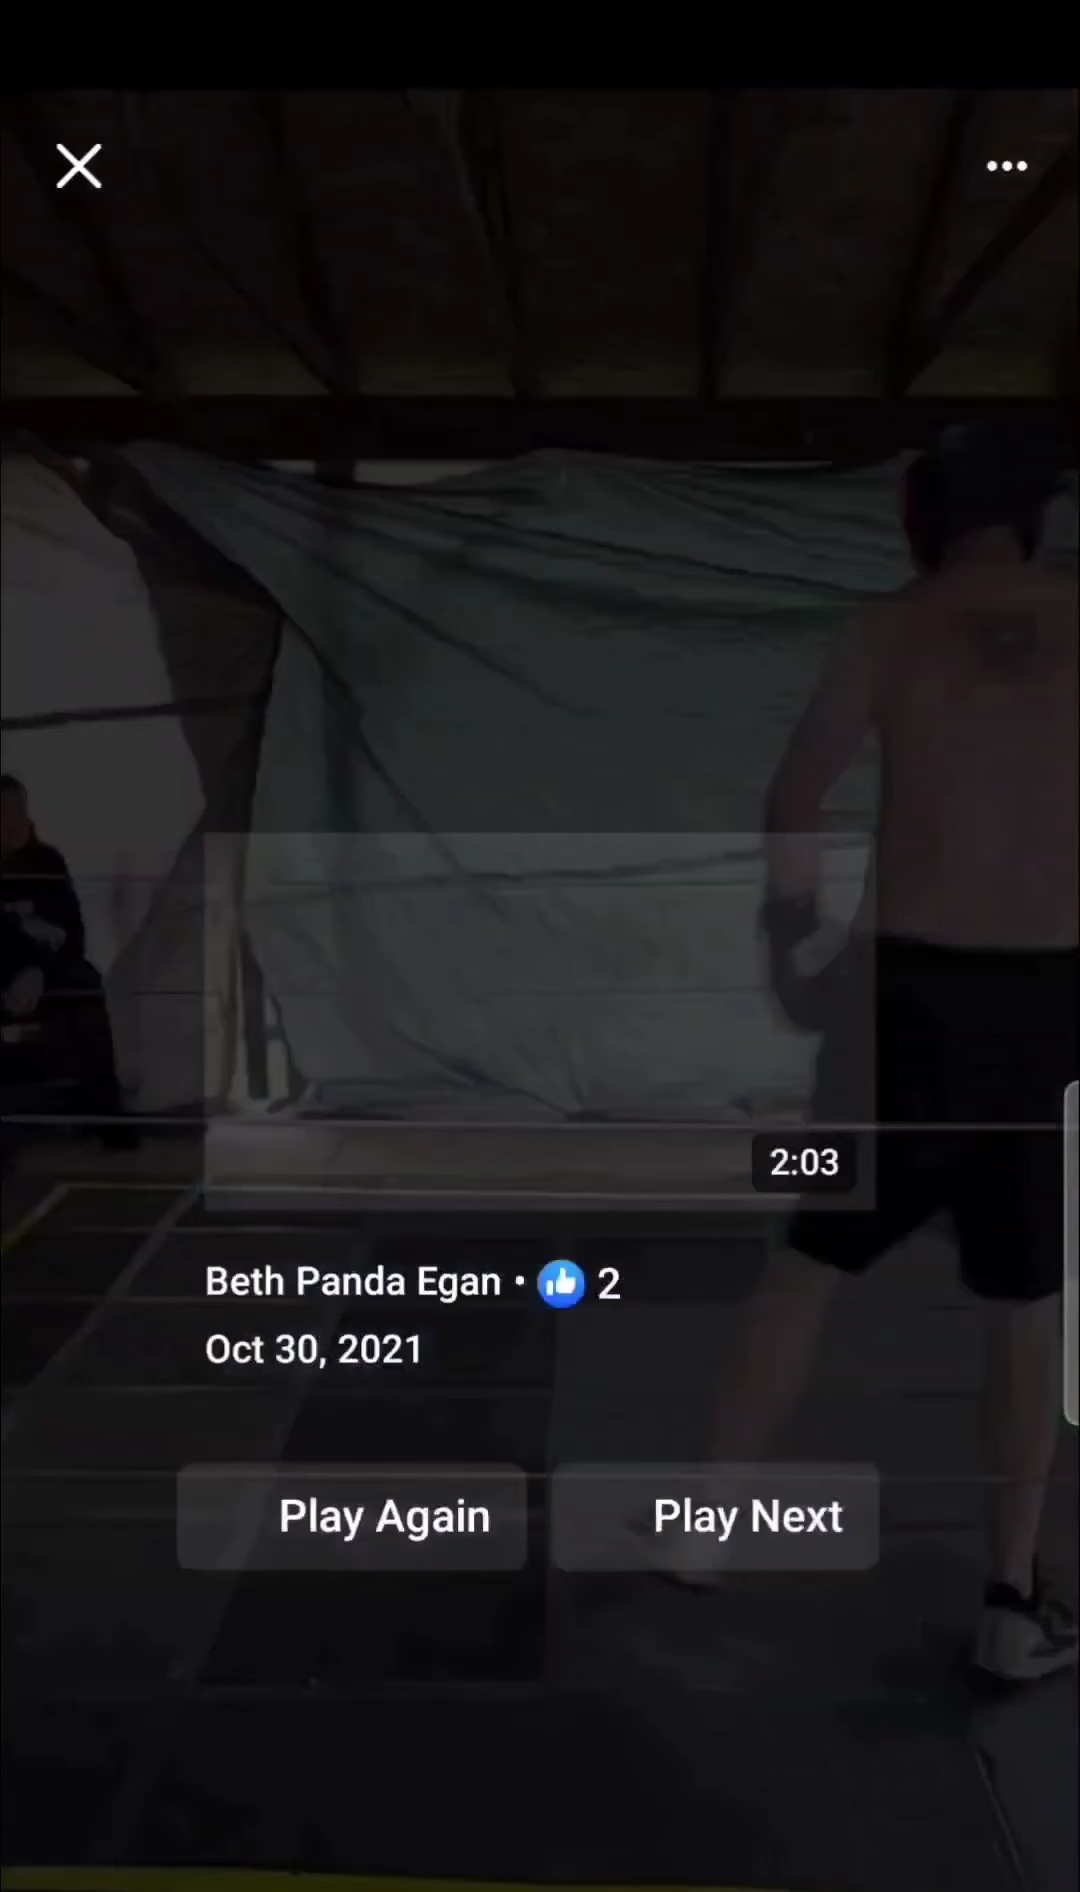 2:03
Beth Panda Egan • 2
Oct 30, 2021
Play Again
Play Next